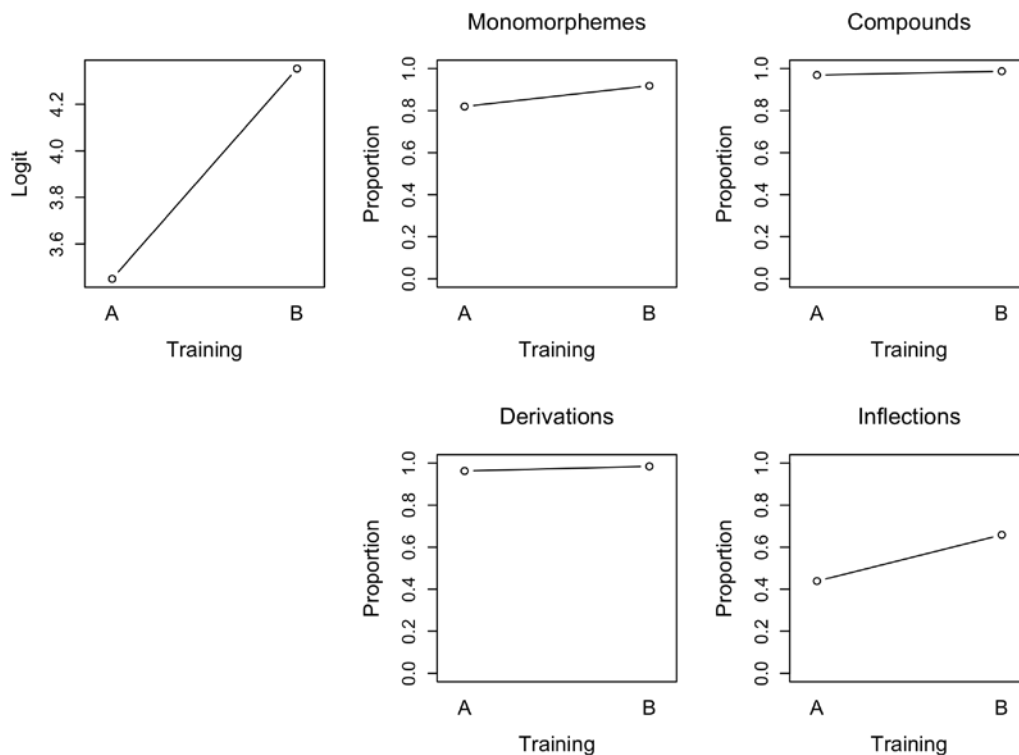 Monomorphemes
Compounds
Logit
3.6 3.8 4.0 4.2
A B
Training
Proportion
0.0 0.2 0.4 0.6 0.8 1.0
A B
Training
Proportion
0.0 0.2 0.4 0.6 0.8 1.0
A B
Training
Derivations
Inflections
Proportion
0.0 0.2 0.4 0.6 0.8 1.0
A B
Training
Proportion
0.0 0.2 0.4 0.6 0.8 1.0
A B
Training